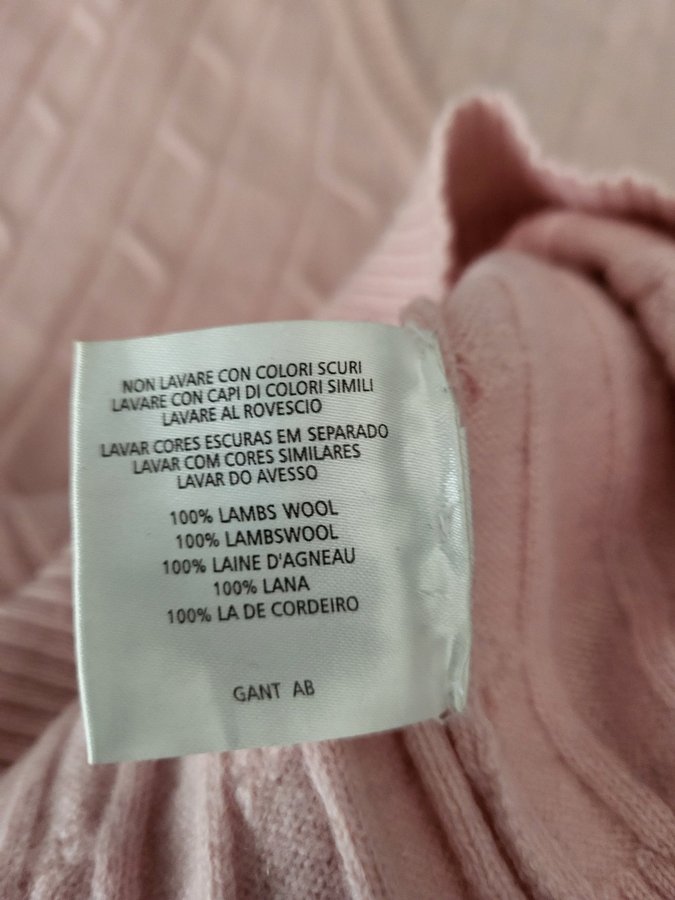 NON LAVARE CON COLORI SCURI
LAVARE CON CAPI DI COLORI SIMILI
LAVARE AL ROVESCIO
LAVAR CORES ESCURAS EM SEPARADO
LAVAR COM CORES SIMILARES
LAVAR DO AVESSO
100% LAMBS WOOL
100% LAMBSWOOL
100% LAINE D'AGNEAU
100% LANA
100% LA DE CORDEIRO
GANT AB